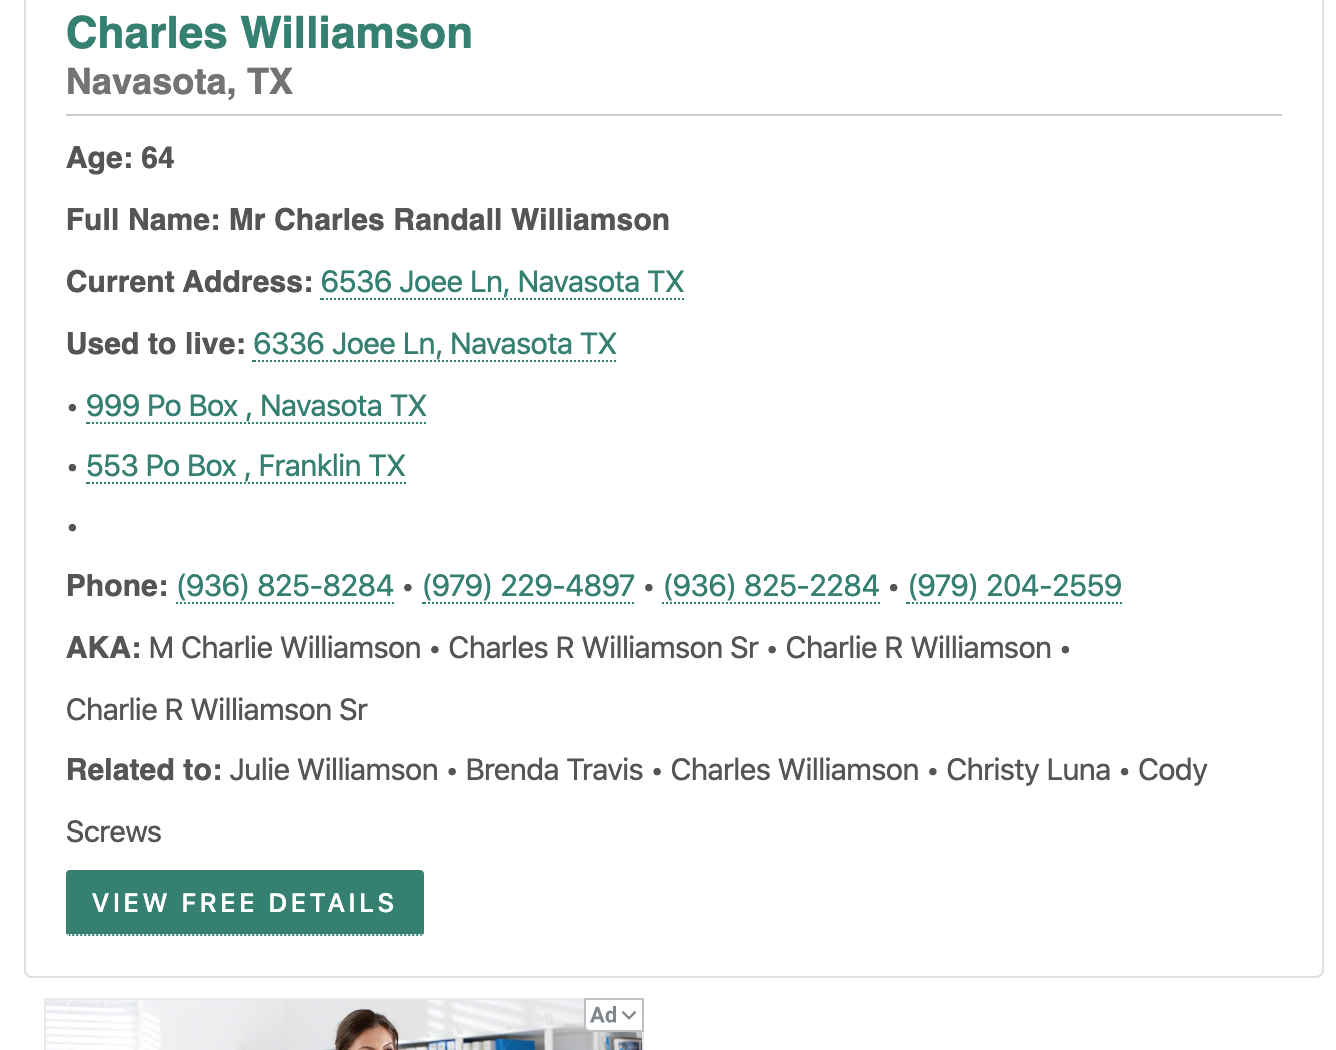 Charles Williamson
Navasota, TX
Age: 64
Full Name: Mr Charles Randall Williamson
Current Address: 6536 Joee Ln, Navasota TX
Used to live: 6336 Joee Ln, Navasota TX
• 999 Po Box , Navasota TX
• 553 Po Box , Franklin TX
•
Phone: (936) 825-8284 • (979) 229-4897 • (936) 825-2284 • (979) 204-2559
AKA: M Charlie Williamson • Charles R Williamson Sr • Charlie R Williamson •
Charlie R Williamson Sr
Related to: Julie Williamson • Brenda Travis • Charles Williamson • Christy Luna • Cody
Screws
VIEW FREE DETAILS
Ad